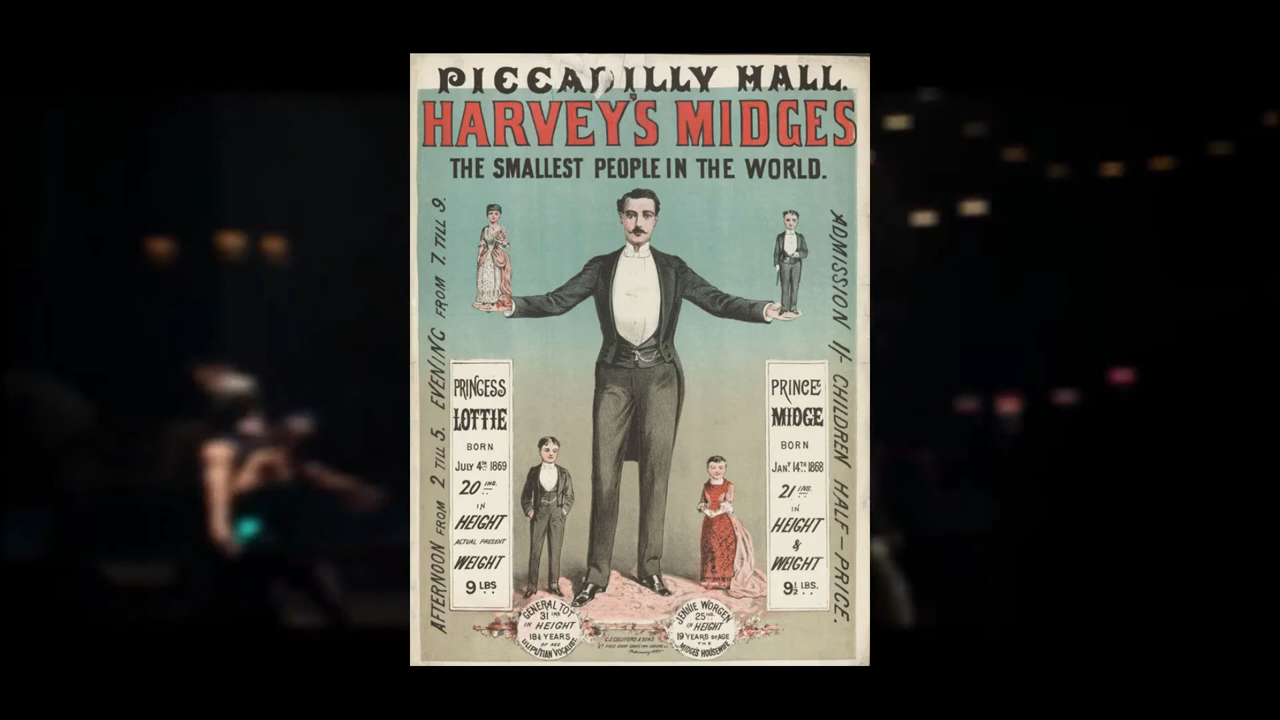 PICCADILLY HALL.
HARVEY'S MIDGES
THE SMALLEST PEOPLE IN THE WORLD.
AFTERNOON FROM 2 TILL 5. EVENING FROM 7. TILL 9.
ADMISSION 1/- CHILDREN HALF-PRICE.
PRINCESS
LOTTIE
BORN
JULY 4TH 1869
20 INS.
IN
HEIGHT
ACTUAL PRESENT
WEIGHT
9 LBS
PRINCE
MIDGE
BORN
JANY 14TH 1868
21 INS.
IN
HEIGHT
&
WEIGHT
9½ LBS.
GENERAL TOT
31 INS
IN HEIGHT
18½ YEARS
OF AGE
LILIPUTIAN VOCALIST
JENNIE WORGEN
25 INS.
IN HEIGHT
19 YEARS OF AGE
THE
MIDGES HOUSEWIFE